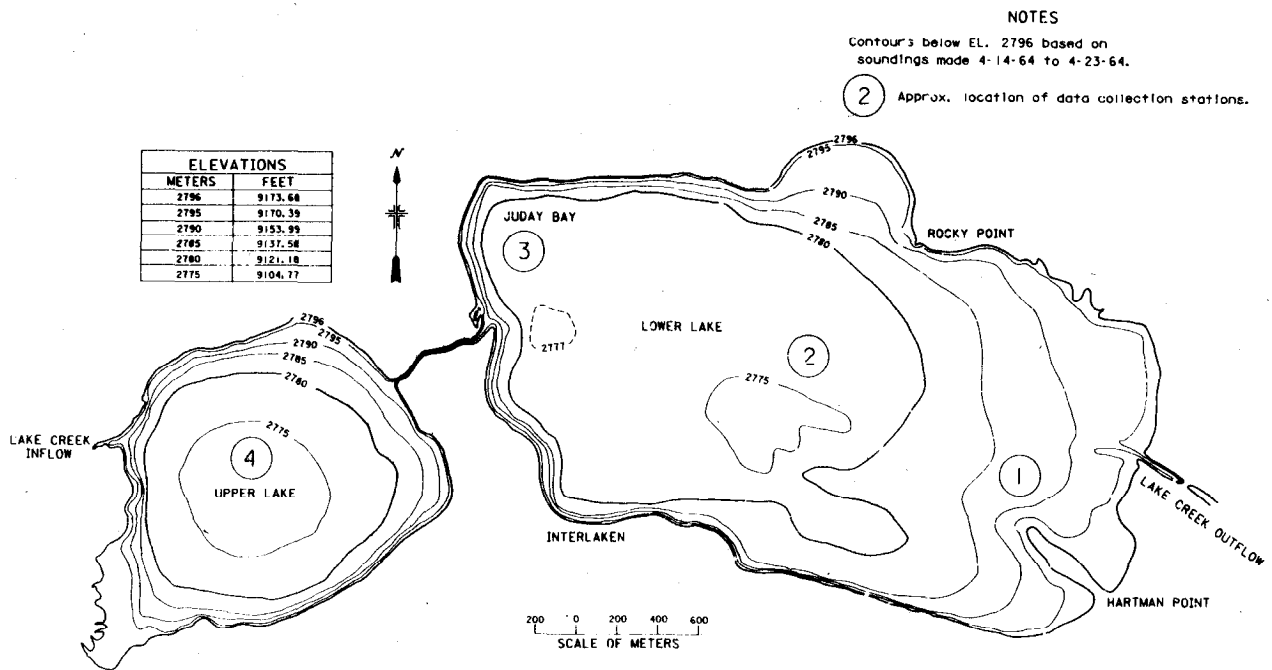 NOTES
Contours below EL. 2796 based on
soundings made 4-14-64 to 4-23-64.
2 Approx. location of data collection stations.
ELEVATIONS
METERS FEET
2796 9173.68
2795 9170.39
2790 9153.99
2785 9137.58
2780 9121.18
2775 9104.77
N
2795 2796
2790
2785
2780
JUDAY BAY
3
ROCKY POINT
LOWER LAKE
2777
2
2775
2796
2795
2790
2785
2780
2775
LAKE CREEK
INFLOW
4
UPPER LAKE
1
LAKE CREEK OUTFLOW
INTERLAKEN
HARTMAN POINT
200 0 200 400 600
SCALE OF METERS